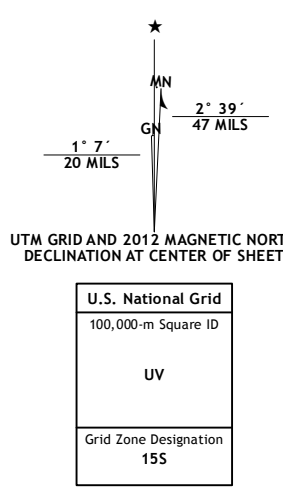 MN
GN
2° 39´
47 MILS
1° 7´
20 MILS
UTM GRID AND 2012 MAGNETIC NORT
DECLINATION AT CENTER OF SHEET
U.S. National Grid
100,000-m Square ID
UV
Grid Zone Designation
15S